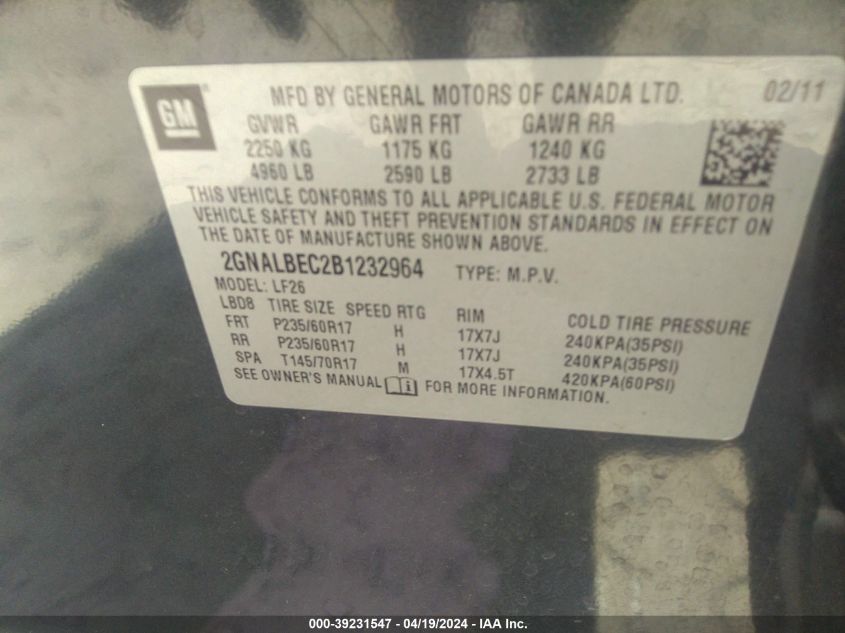 GM® MFD BY GENERAL MOTORS OF CANADA LTD. 02/11
GVWR GAWR FRT GAWR RR
2250 KG 1175 KG 1240 KG
4960 LB 2590 LB 2733 LB
THIS VEHICLE CONFORMS TO ALL APPLICABLE U.S. FEDERAL MOTOR
VEHICLE SAFETY AND THEFT PREVENTION STANDARDS IN EFFECT ON
THE DATE OF MANUFACTURE SHOWN ABOVE.
2GNALBEC2B1232964 TYPE: M.P.V.
MODEL: LF26
LBD8 TIRE SIZE SPEED RTG RIM COLD TIRE PRESSURE
FRT P235/60R17 H 17X7J 240KPA(35PSI)
RR P235/60R17 H 17X7J 240KPA(35PSI)
SPA T145/70R17 M 17X4.5T 420KPA(60PSI)
SEE OWNER'S MANUAL FOR MORE INFORMATION.
000-39231547 - 04/19/2024 - IAA Inc.